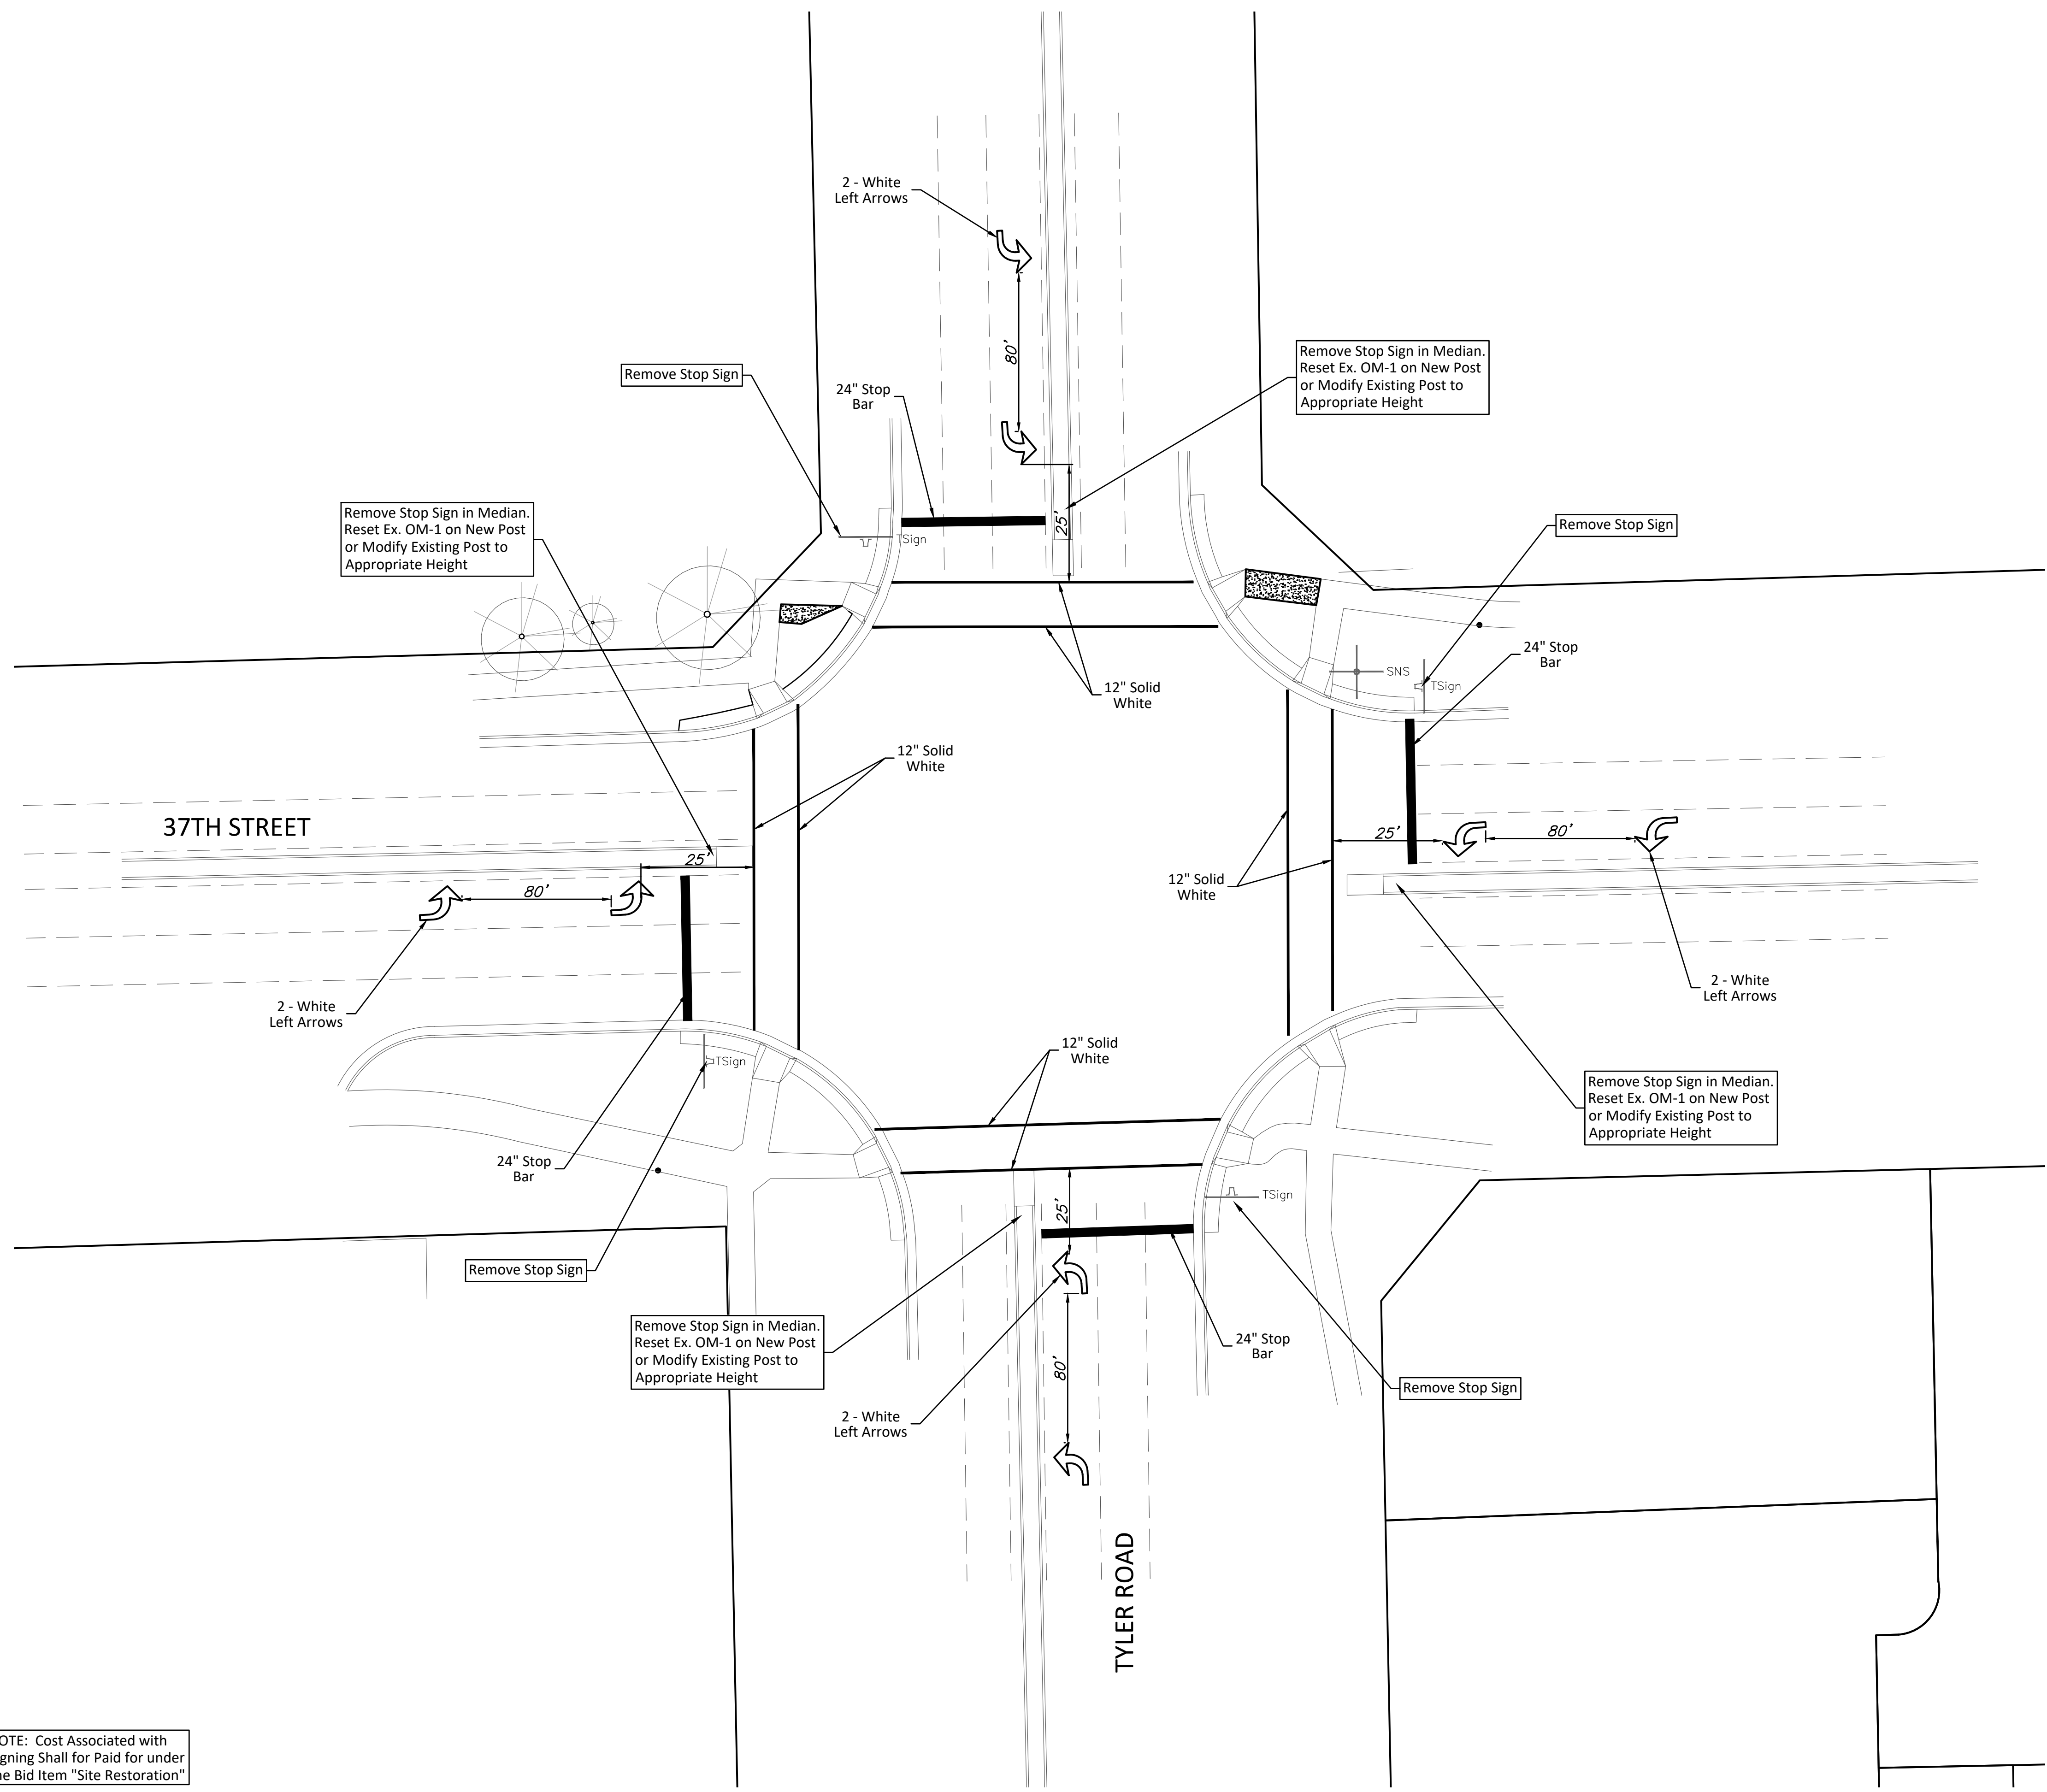 2 - White
Left Arrows
80'
Remove Stop Sign in Median.
Reset Ex. OM-1 on New Post
or Modify Existing Post to
Appropriate Height
Remove Stop Sign
24" Stop
Bar
25'
Remove Stop Sign in Median.
Reset Ex. OM-1 on New Post
or Modify Existing Post to
Appropriate Height
TSign
Remove Stop Sign
24" Stop
Bar
SNS
TSign
12" Solid
White
12" Solid
White
37TH STREET
25'
80'
25'
80'
12" Solid
White
2 - White
Left Arrows
2 - White
Left Arrows
12" Solid
White
TSign
Remove Stop Sign in Median.
Reset Ex. OM-1 on New Post
or Modify Existing Post to
Appropriate Height
24" Stop
Bar
TSign
25'
Remove Stop Sign
Remove Stop Sign in Median.
Reset Ex. OM-1 on New Post
or Modify Existing Post to
Appropriate Height
24" Stop
Bar
80'
Remove Stop Sign
2 - White
Left Arrows
TYLER ROAD
OTE: Cost Associated with
gning Shall for Paid for under
e Bid Item "Site Restoration"